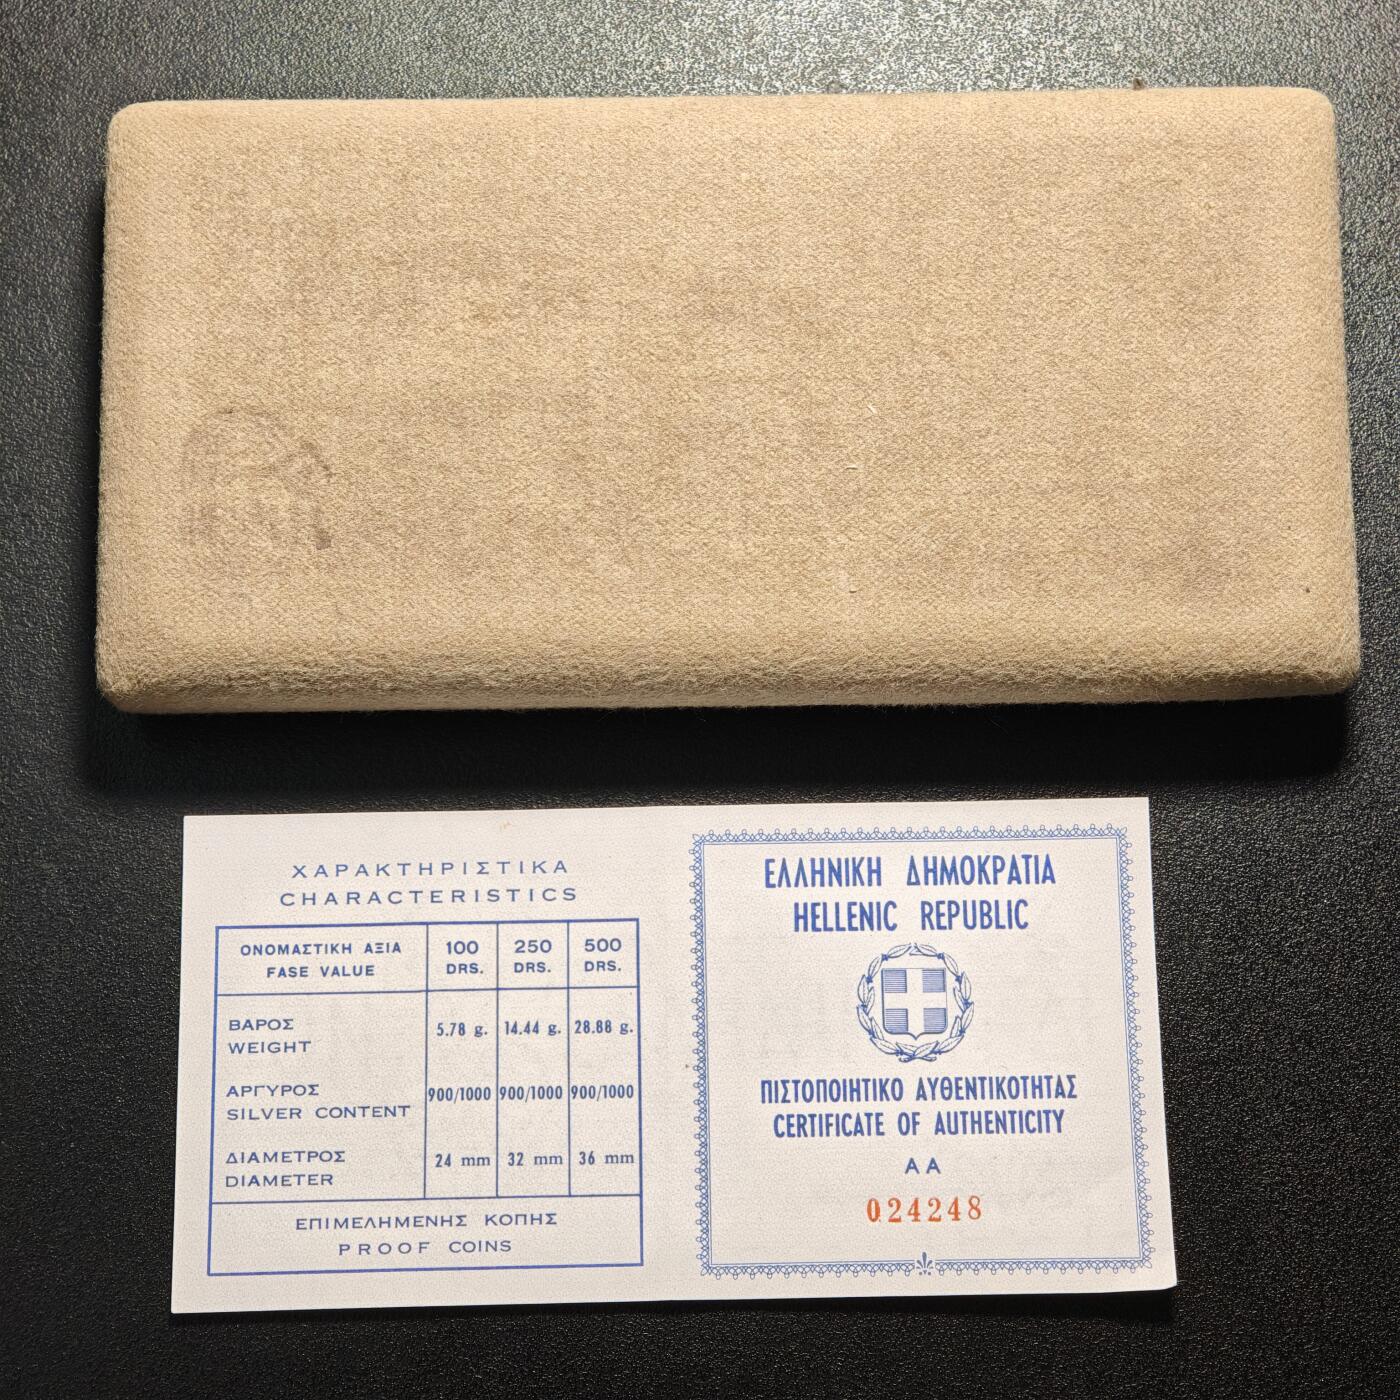 ΧΑΡΑΚΤΗΡΙΣΤΙΚΑ
CHARACTERISTICS
ΟΝΟΜΑΣΤΙΚΗ ΑΞΙΑ 100 250 500
FASE VALUE DRS. DRS. DRS.
ΒΑΡΟΣ
WEIGHT 5.78 g. 14.44 g. 28.88 g.
ΑΡΓΥΡΟΣ
SILVER CONTENT 900/1000 900/1000 900/1000
ΔΙΑΜΕΤΡΟΣ
DIAMETER 24 mm 32 mm 36 mm
ΕΠΙΜΕΛΗΜΕΝΗΣ ΚΟΠΗΣ
PROOF COINS
ΕΛΛΗΝΙΚΗ ΔΗΜΟΚΡΑΤΙΑ
HELLENIC REPUBLIC
ΠΙΣΤΟΠΟΙΗΤΙΚΟ ΑΥΘΕΝΤΙΚΟΤΗΤΑΣ
CERTIFICATE OF AUTHENTICITY
ΑΑ
024248